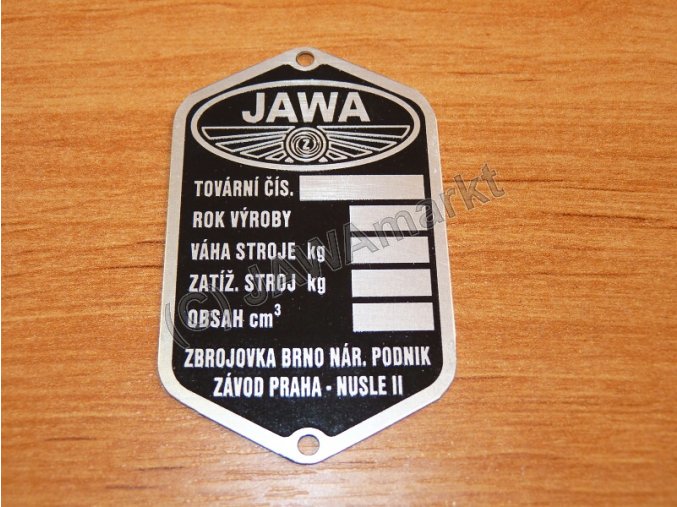 JAWA
Z
TOVÁRNÍ ČÍS.
ROK VÝROBY
VÁHA STROJE kg
ZATÍŽ. STROJ kg
OBSAH cm³
ZBROJOVKA BRNO NÁR. PODNIK
ZÁVOD PRAHA - NUSLE II
(C) JAWAmarkt